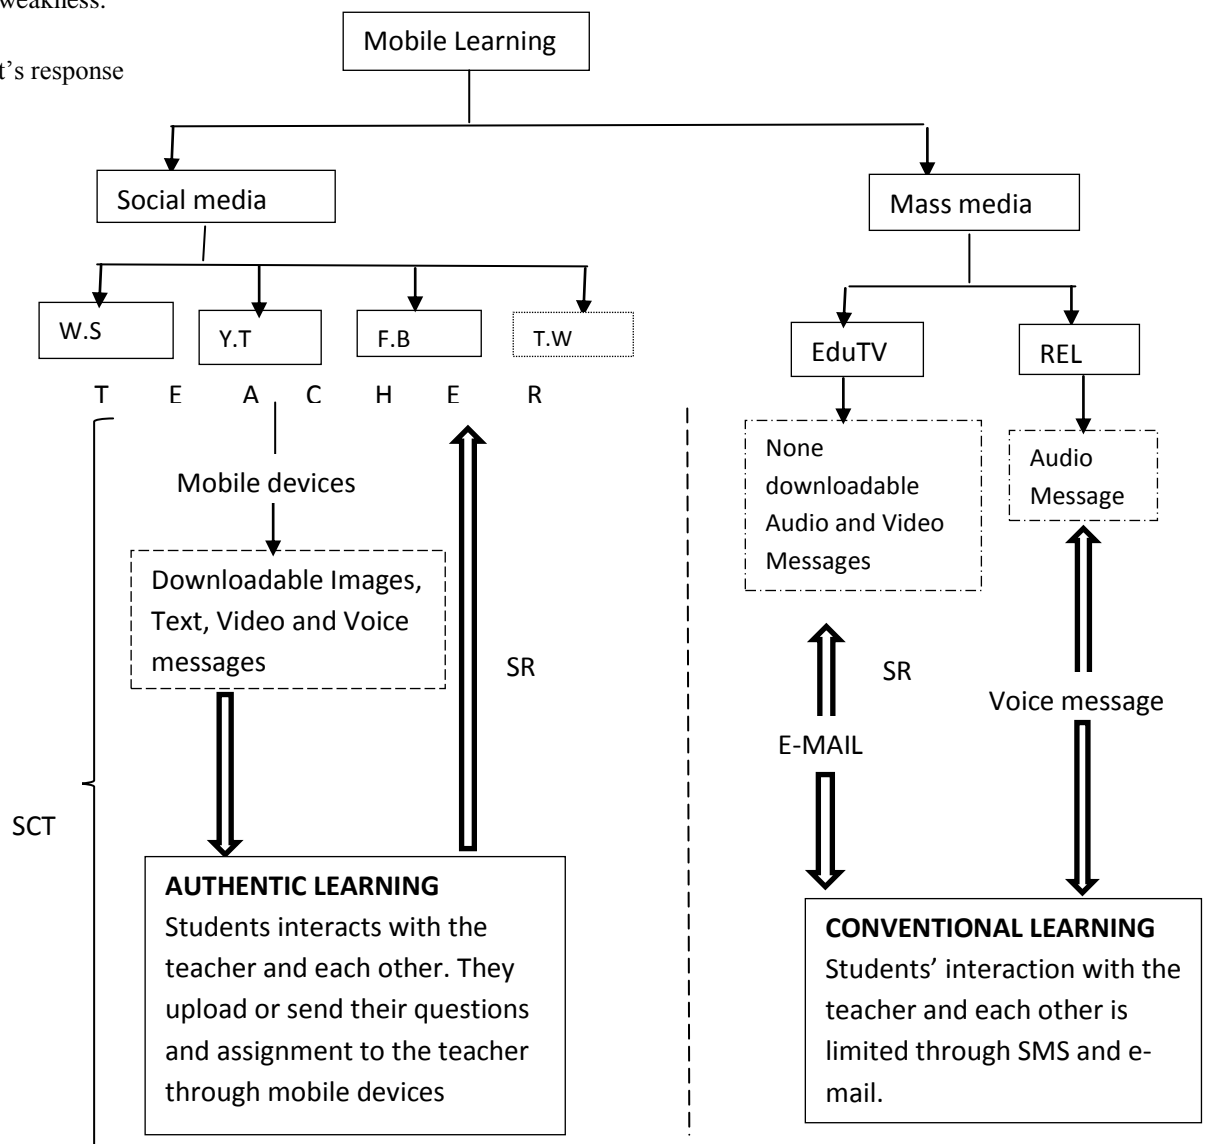 weakness.
Mobile Learning
t’s response
Social media
Mass media
W.S
Y.T
F.B
T.W
EduTV
REL
T E A C H E R
None
downloadable
Audio and Video
Messages
Audio
Message
Mobile devices
Downloadable Images,
Text, Video and Voice
messages
SR
SR
Voice message
E-MAIL
SCT
AUTHENTIC LEARNING
Students interacts with the
teacher and each other. They
upload or send their questions
and assignment to the teacher
through mobile devices
CONVENTIONAL LEARNING
Students’ interaction with the
teacher and each other is
limited through SMS and e-
mail.